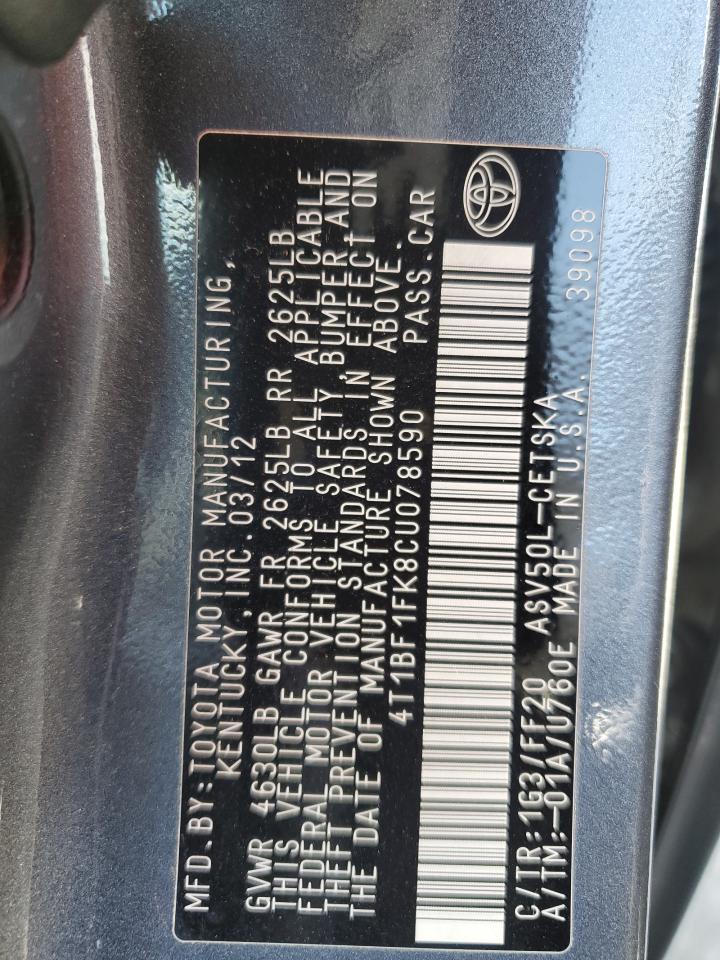 MFD.BY:TOYOTA MOTOR MANUFACTURING,
KENTUCKY,INC.03/12
GVWR 4630LB GAWR FR 2625LB RR 2625LB
THIS VEHICLE CONFORMS TO ALL APPLICABLE
FEDERAL MOTOR VEHICLE SAFETY, BUMPER,AND
THEFT PREVENTION STANDARDS IN EFFECT ON
THE DATE OF MANUFACTURE SHOWN ABOVE.
4T1BF1FK8CU078590 PASS.CAR
C/TR:1G3/FF20 ASV50L-CETSKA
A/TM:-01A/U760E MADE IN U.S.A. 39098